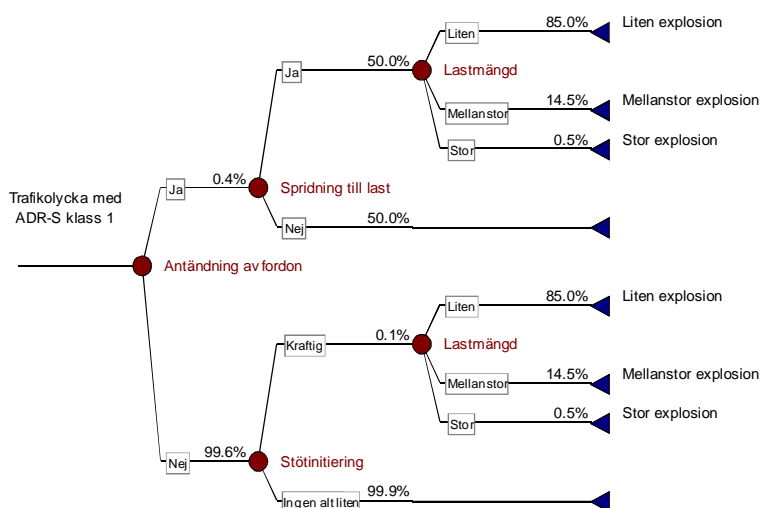 Liten
85.0%
Liten explosion
Ja
50.0%
Lastmängd
Mellanstor
14.5%
Mellanstor explosion
Stor
0.5%
Stor explosion
Trafikolycka med
ADR-S klass 1
Ja
0.4%
Spridning till last
Nej
50.0%
Antändning av fordon
Liten
85.0%
Liten explosion
Kraftig
0.1%
Lastmängd
Mellanstor
14.5%
Mellanstor explosion
Stor
0.5%
Stor explosion
Nej
99.6%
Stötinitiering
Ingen alt liten
99.9%